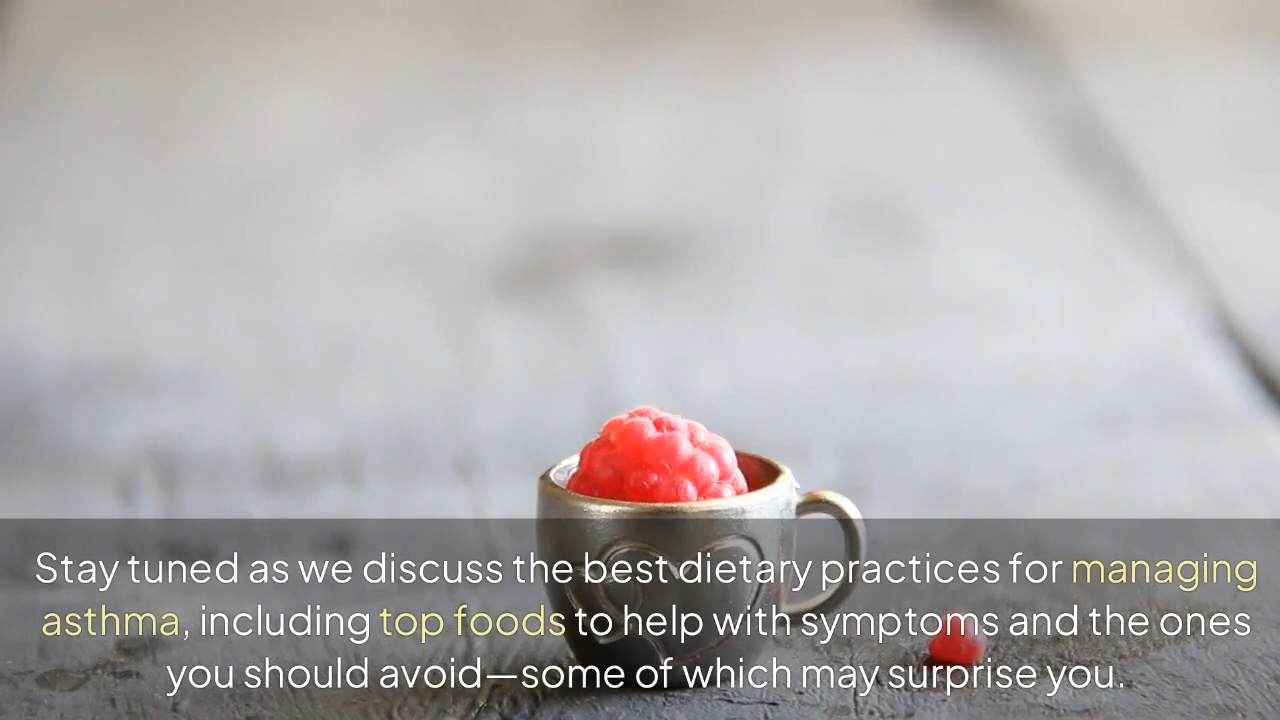 Stay tuned as we discuss the best dietary practices for managing
asthma, including top foods to help with symptoms and the ones
you should avoid—some of which may surprise you.